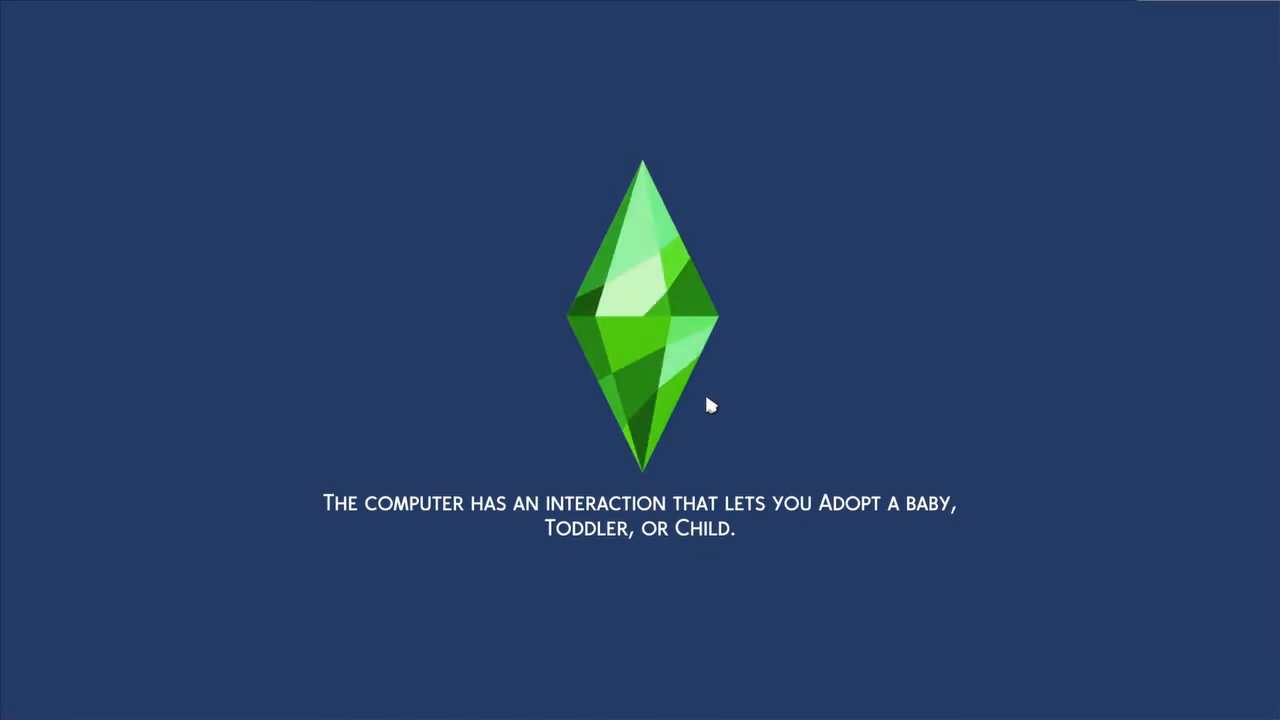 The computer has an interaction that lets you Adopt a baby,
Toddler, or Child.